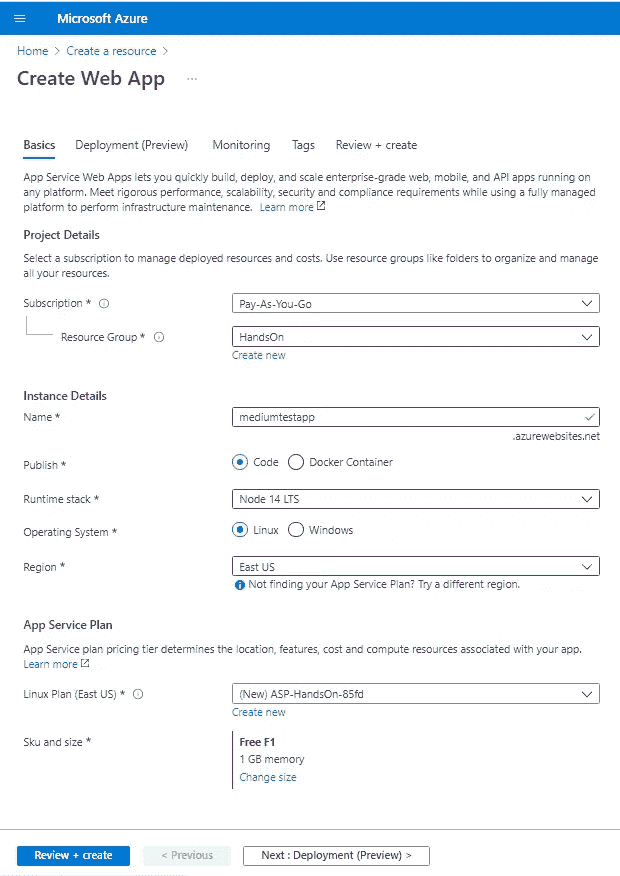 Microsoft Azure
Home > Create a resource >
Create Web App ...
Basics Deployment (Preview) Monitoring Tags Review + create
App Service Web Apps lets you quickly build, deploy, and scale enterprise-grade web, mobile, and API apps running on
any platform. Meet rigorous performance, scalability, security and compliance requirements while using a fully managed
platform to perform infrastructure maintenance. Learn more
Project Details
Select a subscription to manage deployed resources and costs. Use resource groups like folders to organize and manage
all your resources.
Subscription * Pay-As-You-Go
Resource Group * HandsOn
Create new
Instance Details
Name * mediumtestapp
.azurewebsites.net
Publish * Code Docker Container
Runtime stack * Node 14 LTS
Operating System * Linux Windows
Region * East US
Not finding your App Service Plan? Try a different region.
App Service Plan
App Service plan pricing tier determines the location, features, cost and compute resources associated with your app.
Learn more
Linux Plan (East US) * (New) ASP-HandsOn-85fd
Create new
Sku and size * Free F1
1 GB memory
Change size
Review + create < Previous Next : Deployment (Preview) >